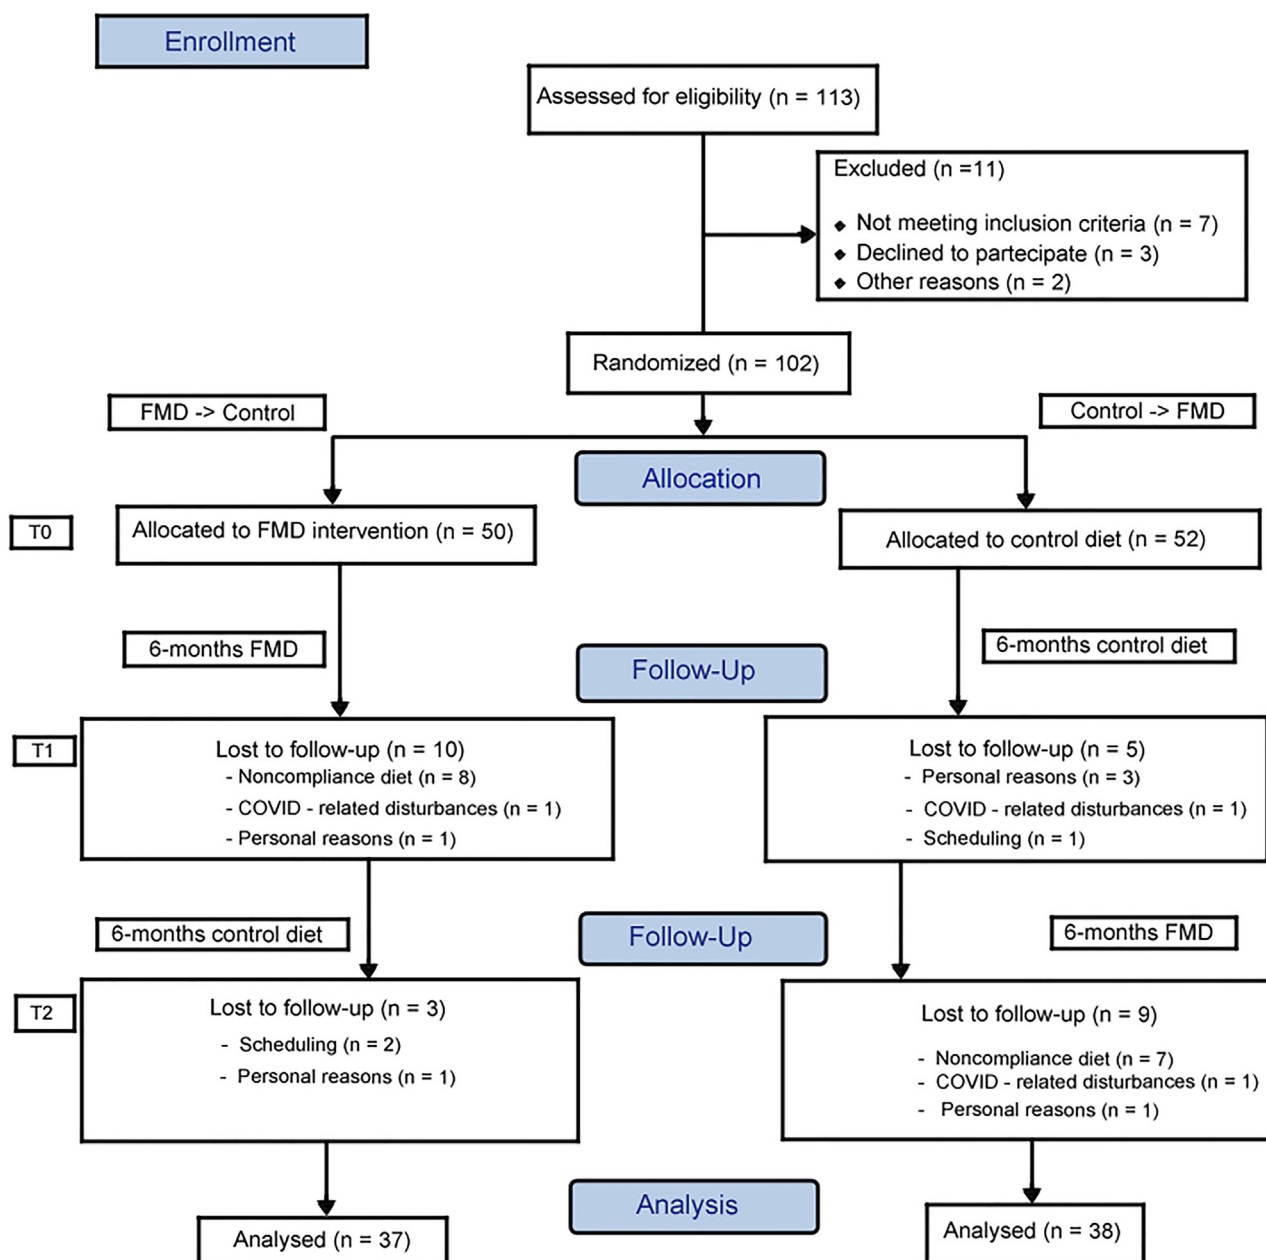 Enrollment
Assessed for eligibility (n = 113)
Excluded (n =11)
◆ Not meeting inclusion criteria (n = 7)
◆ Declined to partecipate (n = 3)
◆ Other reasons (n = 2)
Randomized (n = 102)
FMD -> Control
Control -> FMD
Allocation
T0
Allocated to FMD intervention (n = 50)
Allocated to control diet (n = 52)
6-months FMD
6-months control diet
Follow-Up
T1
Lost to follow-up (n = 10)
- Noncompliance diet (n = 8)
- COVID - related disturbances (n = 1)
- Personal reasons (n = 1)
Lost to follow-up (n = 5)
- Personal reasons (n = 3)
- COVID - related disturbances (n = 1)
- Scheduling (n = 1)
6-months control diet
Follow-Up
6-months FMD
T2
Lost to follow-up (n = 3)
- Scheduling (n = 2)
- Personal reasons (n = 1)
Lost to follow-up (n = 9)
- Noncompliance diet (n = 7)
- COVID - related disturbances (n = 1)
- Personal reasons (n = 1)
Analysis
Analysed (n = 37)
Analysed (n = 38)